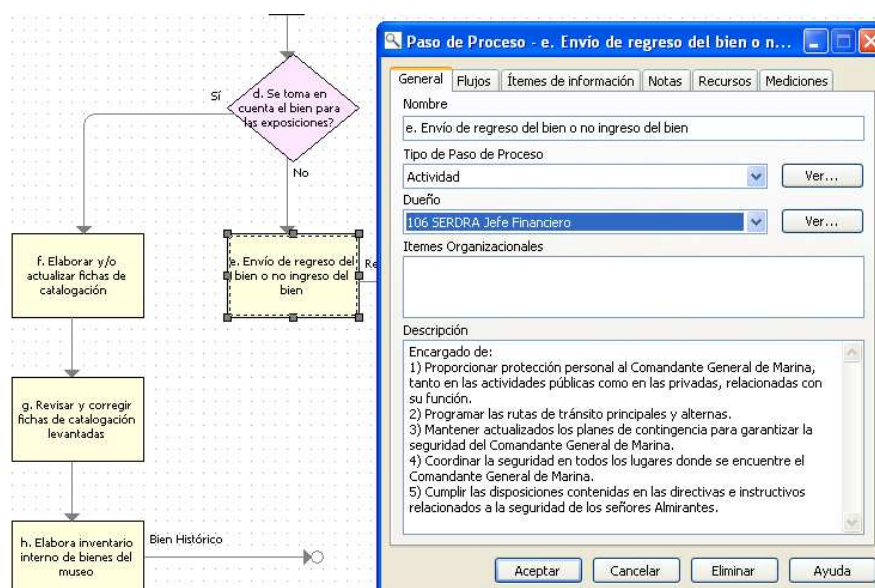 Sí
d. Se toma en
cuenta el bien para
las exposiciones?
No
f. Elaborar y/o
actualizar fichas de
catalogación
e. Envío de regreso del
bien o no ingreso del
bien
Re
g. Revisar y corregir
fichas de catalogación
levantadas
h. Elabora inventario
interno de bienes del
museo
Bien Histórico
Paso de Proceso - e. Envío de regreso del bien o n...
General Flujos Ítemes de información Notas Recursos Mediciones
Nombre
e. Envío de regreso del bien o no ingreso del bien
Tipo de Paso de Proceso
Actividad Ver...
Dueño
106 SERDRA Jefe Financiero Ver...
Itemes Organizacionales
Descripción
Encargado de:
1) Proporcionar protección personal al Comandante General de Marina,
tanto en las actividades públicas como en las privadas, relacionadas con
su función.
2) Programar las rutas de tránsito principales y alternas.
3) Mantener actualizados los planes de contingencia para garantizar la
seguridad del Comandante General de Marina.
4) Coordinar la seguridad en todos los lugares donde se encuentre el
Comandante General de Marina.
5) Cumplir las disposiciones contenidas en las directivas e instructivos
relacionados a la seguridad de los señores Almirantes.
Aceptar Cancelar Eliminar Ayuda